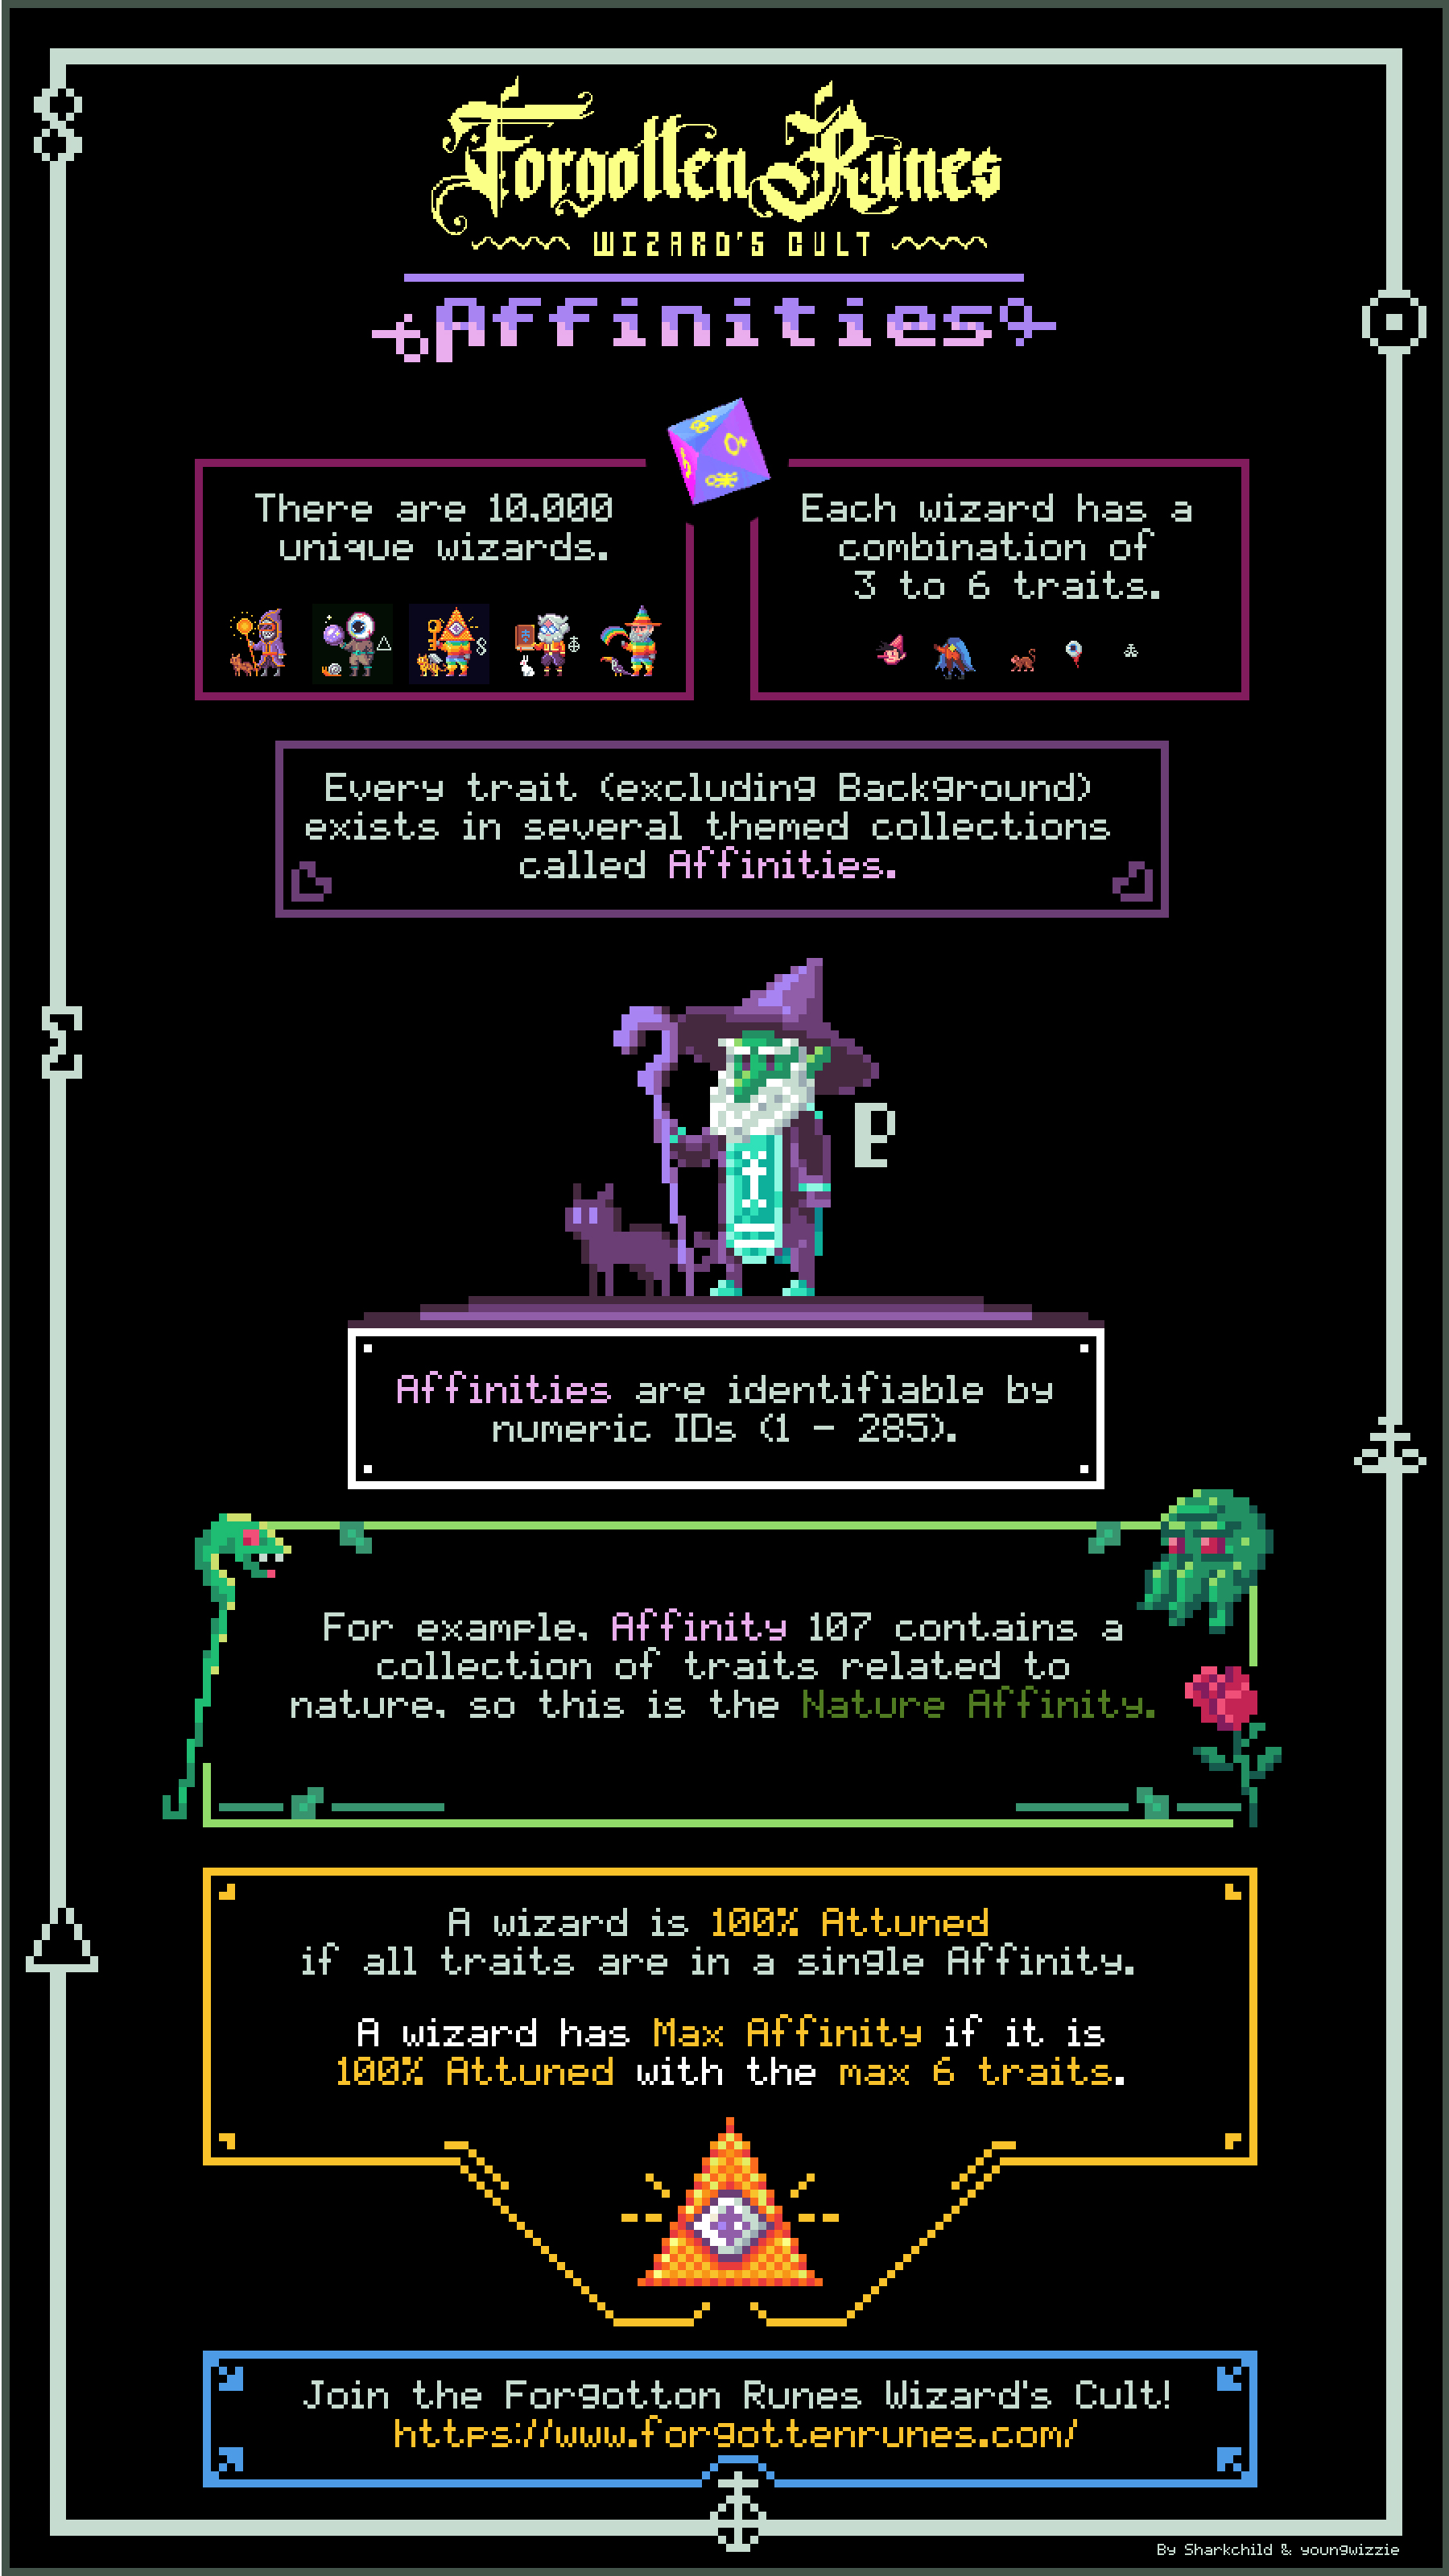 Forgotten Runes
WIZARD'S CULT
Affinities
There are 10,000
unique wizards.
Each wizard has a
combination of
3 to 6 traits.
Every trait (excluding Background)
exists in several themed collections
called Affinities.
Affinities are identifiable by
numeric IDs (1 - 285).
For example, Affinity 107 contains a
collection of traits related to
nature, so this is the Nature Affinity.
A wizard is 100% Attuned
if all traits are in a single Affinity.
A wizard has Max Affinity if it is
100% Attuned with the max 6 traits.
Join the Forgotton Runes Wizard's Cult!
https://www.forgottenrunes.com/
By Sharkchild & youngwizzie